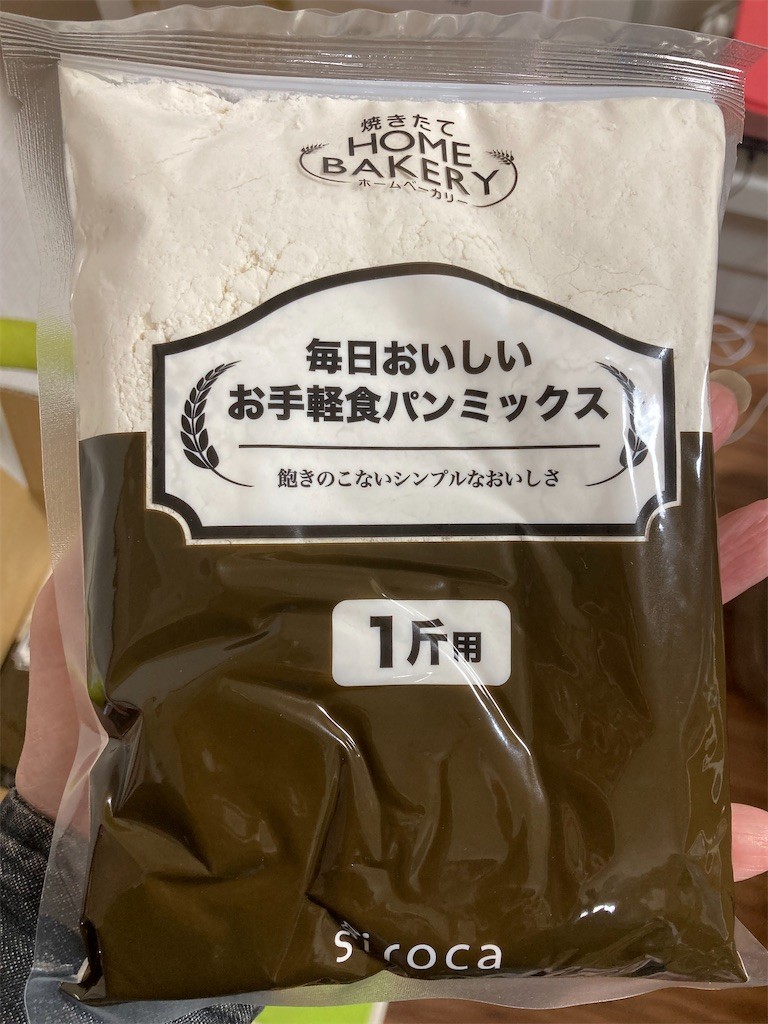 焼きたて
HOME
BAKERY
ホームベーカリー
毎日おいしい
お手軽食パンミックス
飽きのこないシンプルなおいしさ
1斤用
siroca